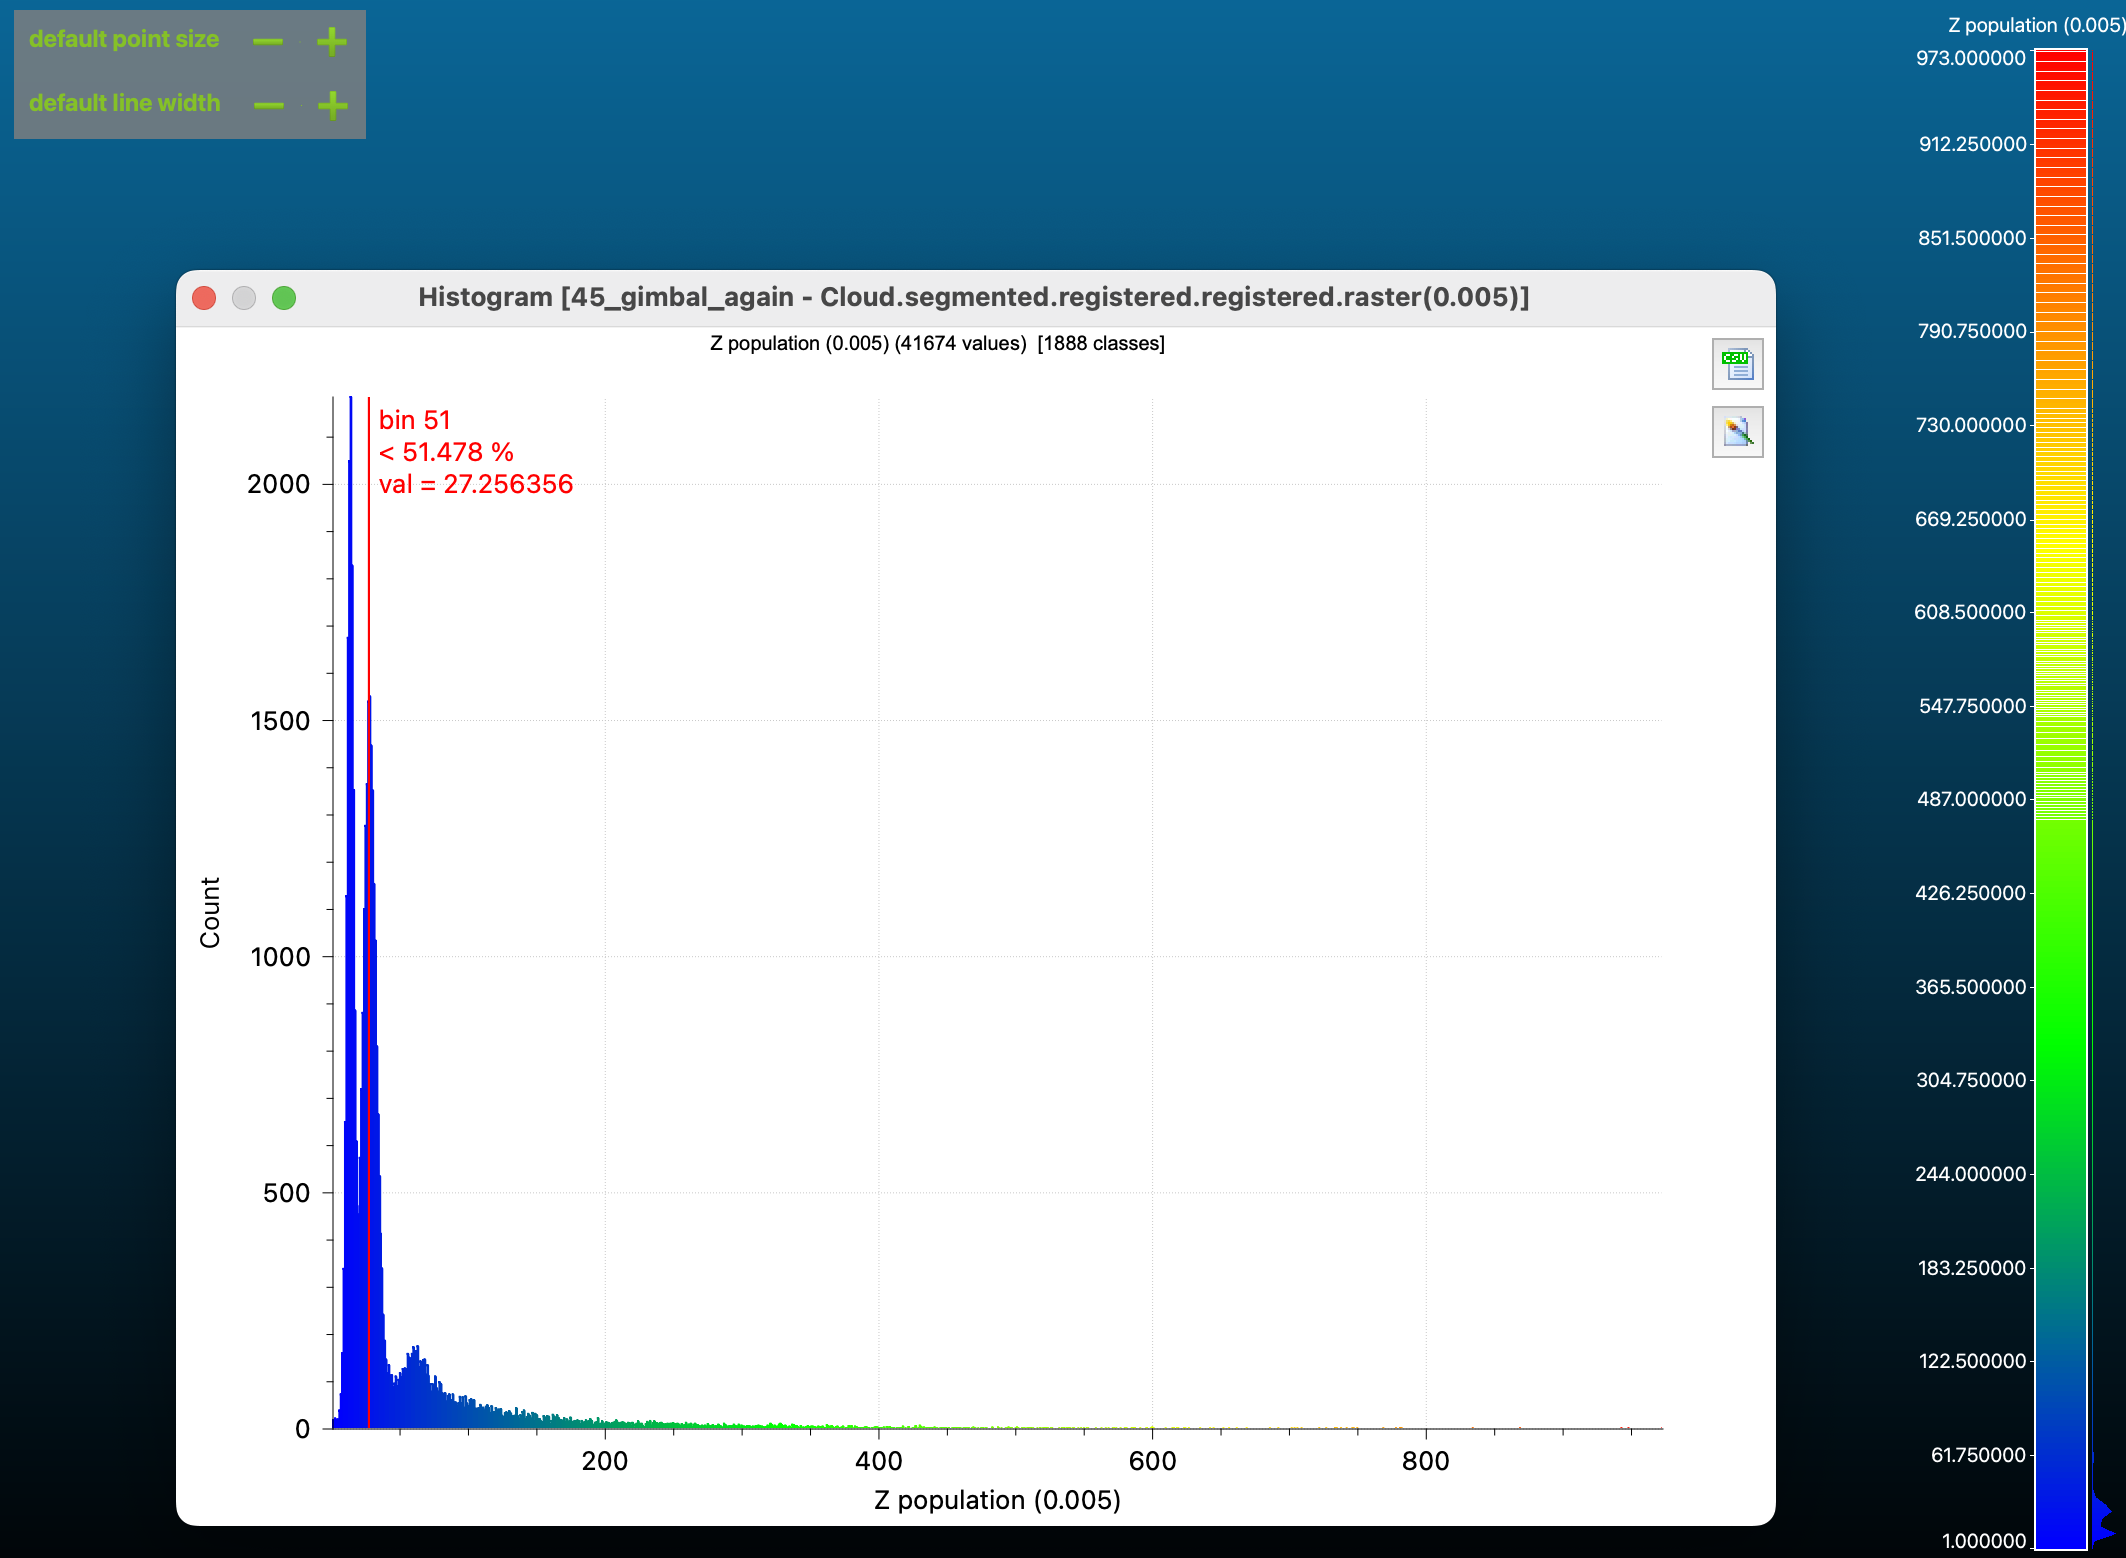 default point size
default line width
Z population (0.005)
973.000000
912.250000
851.500000
790.750000
730.000000
669.250000
608.500000
547.750000
487.000000
426.250000
365.500000
304.750000
244.000000
183.250000
122.500000
61.750000
1.000000
Histogram [45_gimbal_again - Cloud.segmented.registered.registered.raster(0.005)]
Z population (0.005) (41674 values) [1888 classes]
CSV
bin 51
< 51.478 %
val = 27.256356
2000
1500
1000
500
0
Count
200
400
600
800
Z population (0.005)